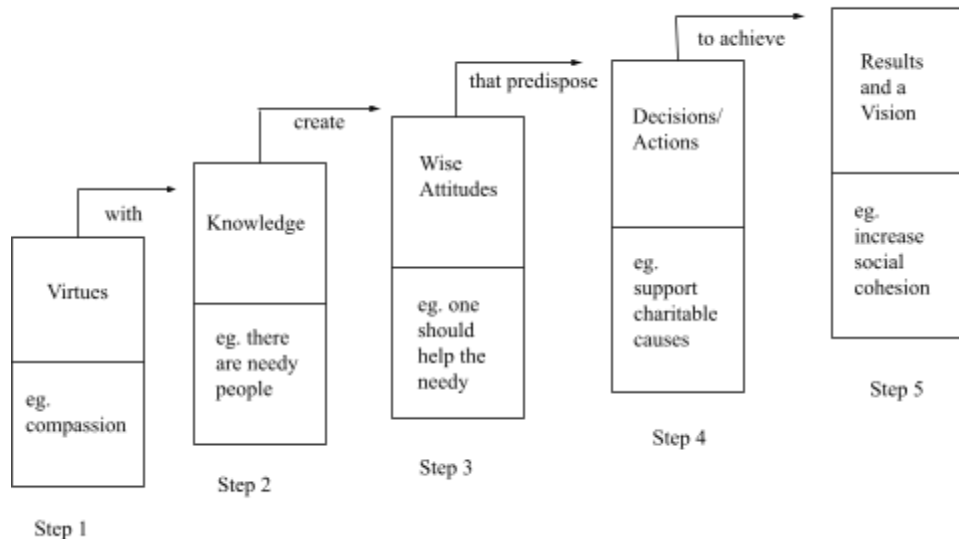 Virtues
eg.
compassion
Step 1
with
Knowledge
eg. there
are needy
people
Step 2
create
Wise
Attitudes
eg. one
should
help the
needy
Step 3
that predispose
Decisions/
Actions
eg.
support
charitable
causes
Step 4
to achieve
Results
and a
Vision
eg.
increase
social
cohesion
Step 5